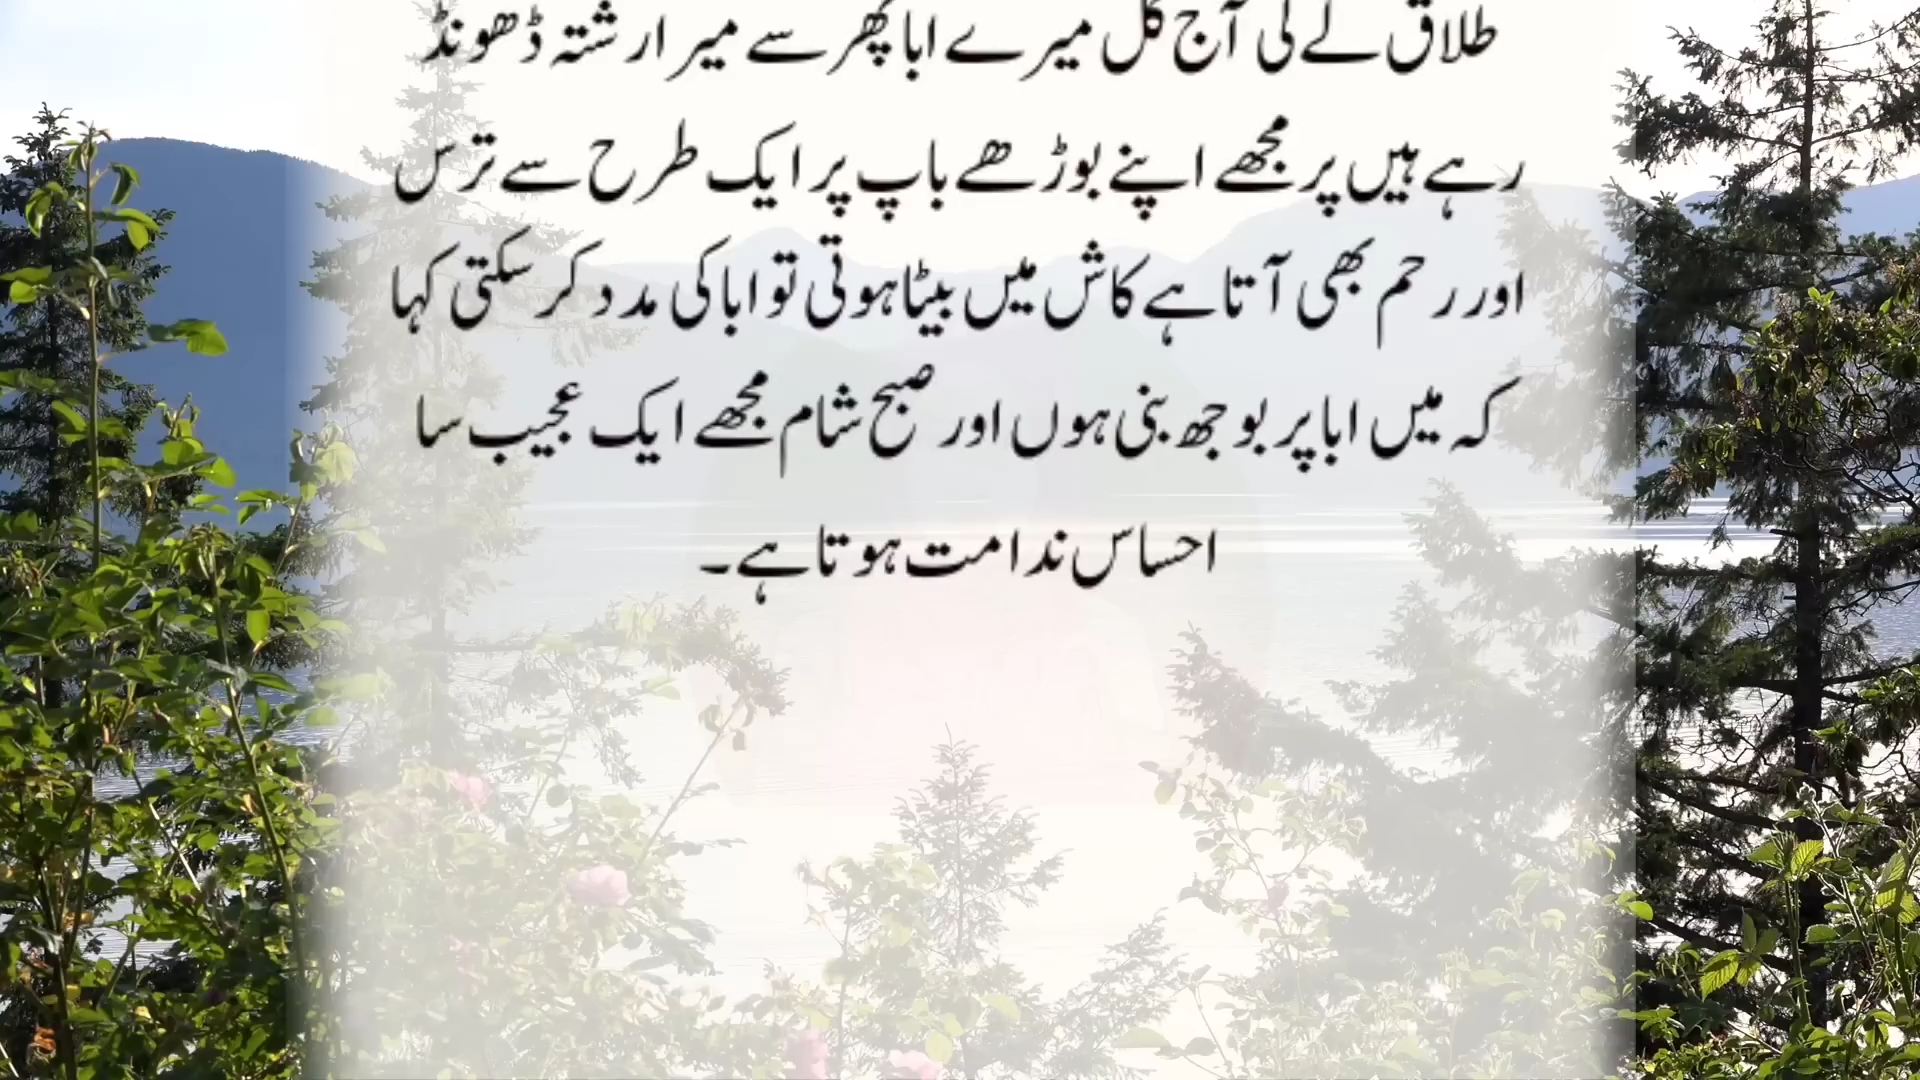 طلاق لے لی آج کل میرے ابا پھر سے میرا رشتہ ڈھونڈ
رہے ہیں پر مجھے اپنے بوڑھے باپ پر ایک طرح سے ترس
اور رحم بھی آتا ہے کاش میں بیٹا ہوتی تو ابا کی مدد کر سکتی کہا
کہ میں ابا پر بوجھ بنی ہوں اور صبح شام مجھے ایک عجیب سا
احساس ندامت ہوتا ہے۔